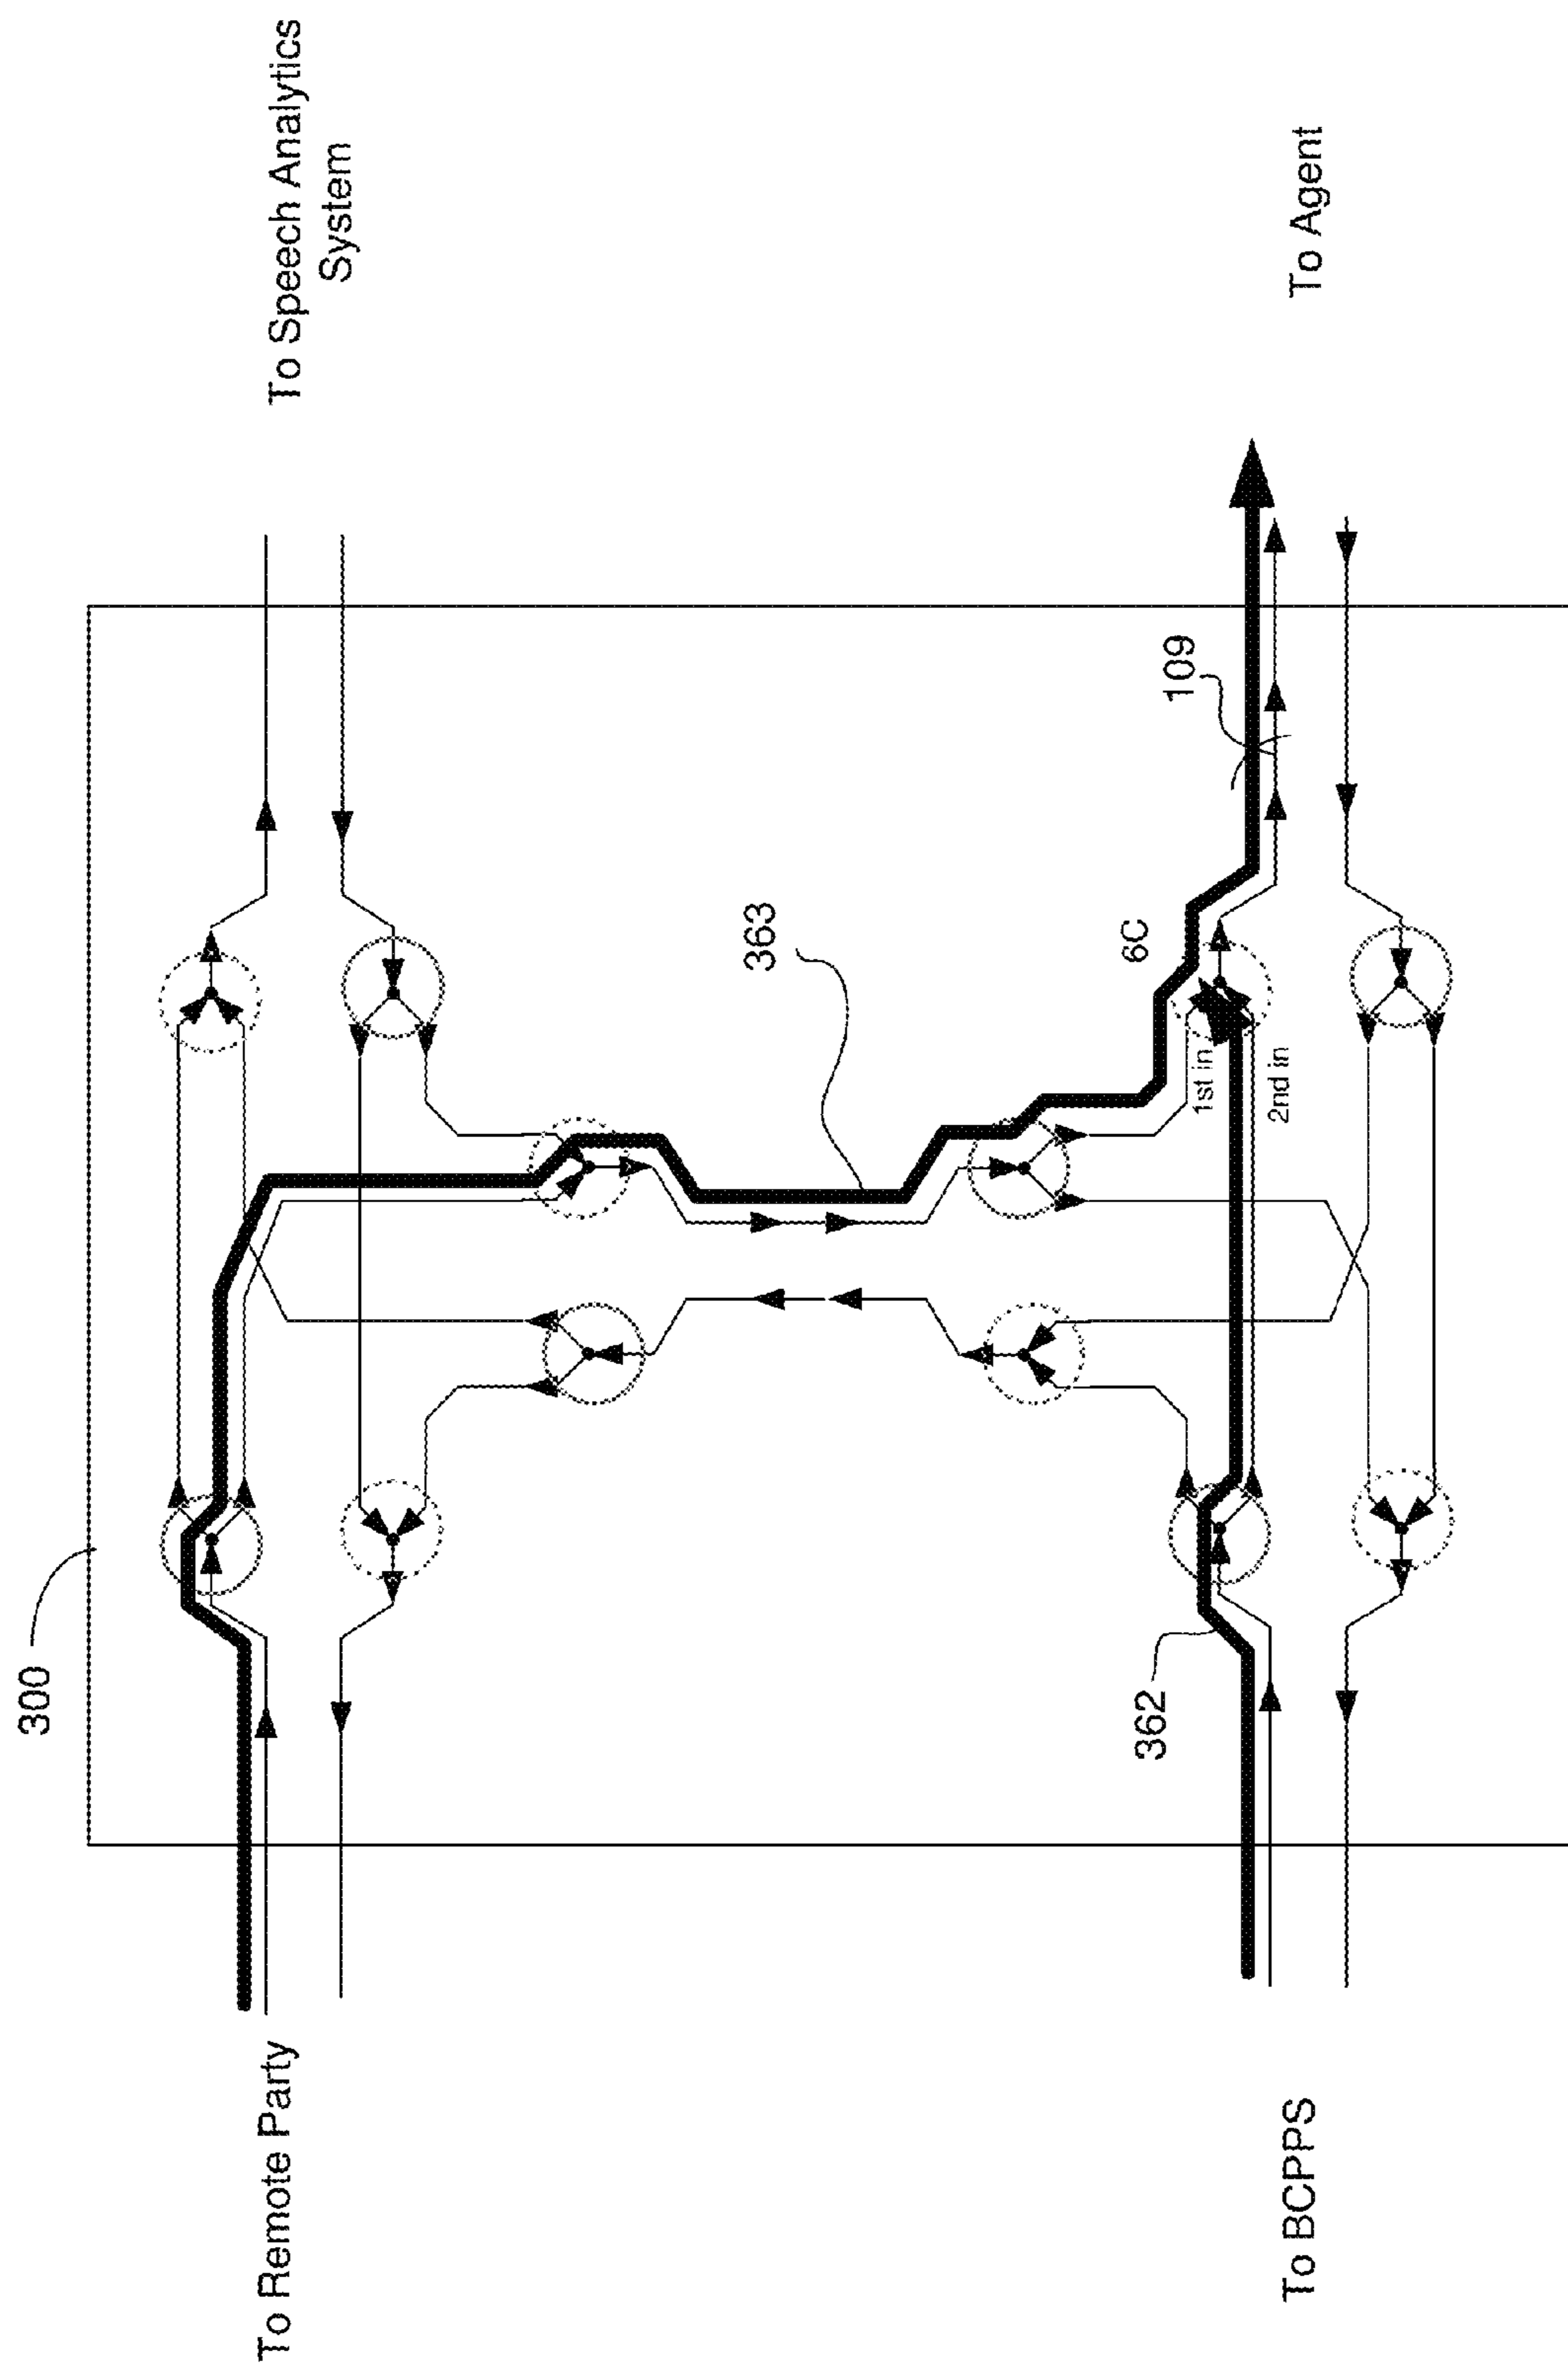 300
To Remote Party
To Speech Analytics
System
363
109
6C
1st in
2nd in
362
To BCPPS
To Agent